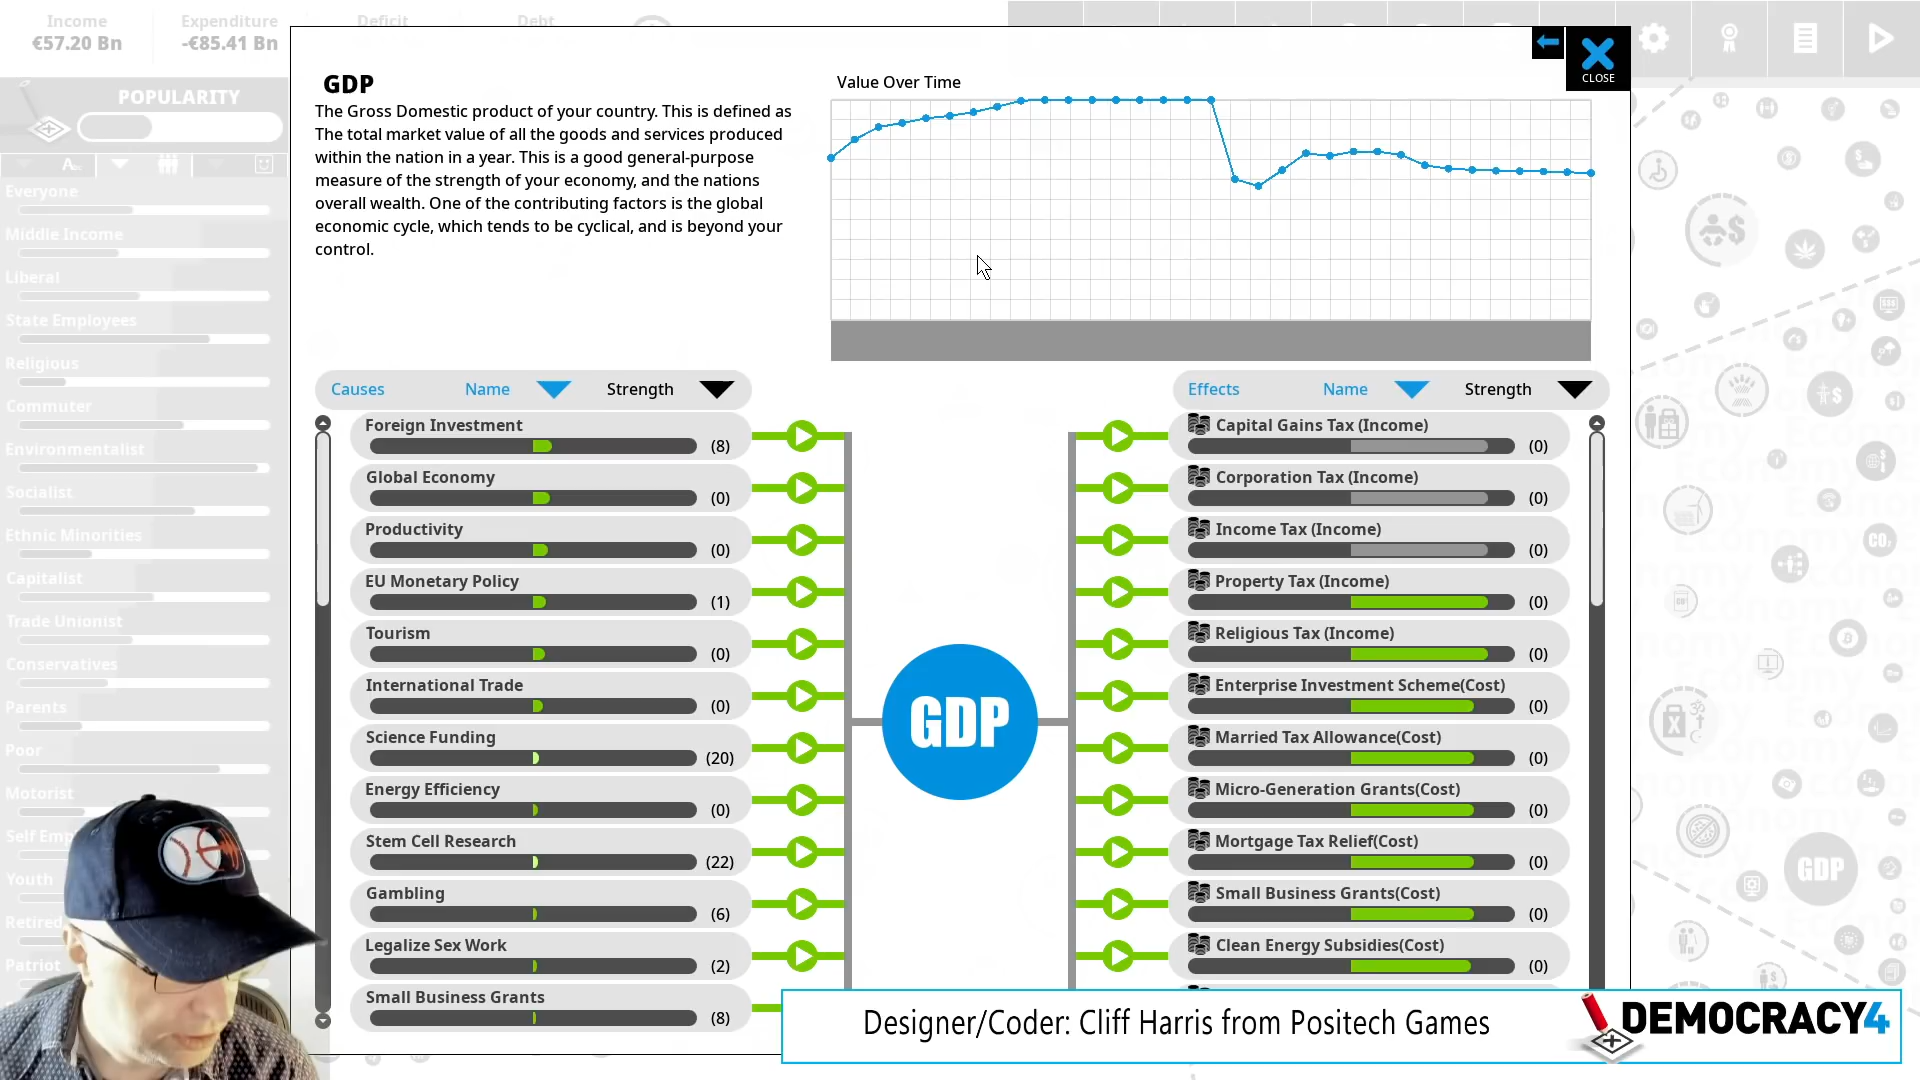 Income
Expenditure
Deficit
Debt
€57.20 Bn
-€85.41 Bn
CLOSE
POPULARITY
Everyone
Middle Income
Liberal
State Employees
Religious
Commuter
Environmentalist
Socialist
Ethnic Minorities
Capitalist
Trade Unionist
Conservatives
Parents
Poor
Motorist
Self Emp
Youth
Retired
Patriot
GDP
The Gross Domestic product of your country. This is defined as
The total market value of all the goods and services produced
within the nation in a year. This is a good general-purpose
measure of the strength of your economy, and the nations
overall wealth. One of the contributing factors is the global
economic cycle, which tends to be cyclical, and is beyond your
control.
Value Over Time
Causes Name Strength
Foreign Investment
(8)
Global Economy
(0)
Productivity
(0)
EU Monetary Policy
(1)
Tourism
(0)
International Trade
(0)
Science Funding
(20)
Energy Efficiency
(0)
Stem Cell Research
(22)
Gambling
(6)
Legalize Sex Work
(2)
Small Business Grants
(8)
GDP
Effects Name Strength
Capital Gains Tax (Income)
(0)
Corporation Tax (Income)
(0)
Income Tax (Income)
(0)
Property Tax (Income)
(0)
Religious Tax (Income)
(0)
Enterprise Investment Scheme(Cost)
(0)
Married Tax Allowance(Cost)
(0)
Micro-Generation Grants(Cost)
(0)
Mortgage Tax Relief(Cost)
(0)
Small Business Grants(Cost)
(0)
Clean Energy Subsidies(Cost)
(0)
GDP
Designer/Coder: Cliff Harris from Positech Games
DEMOCRACY4